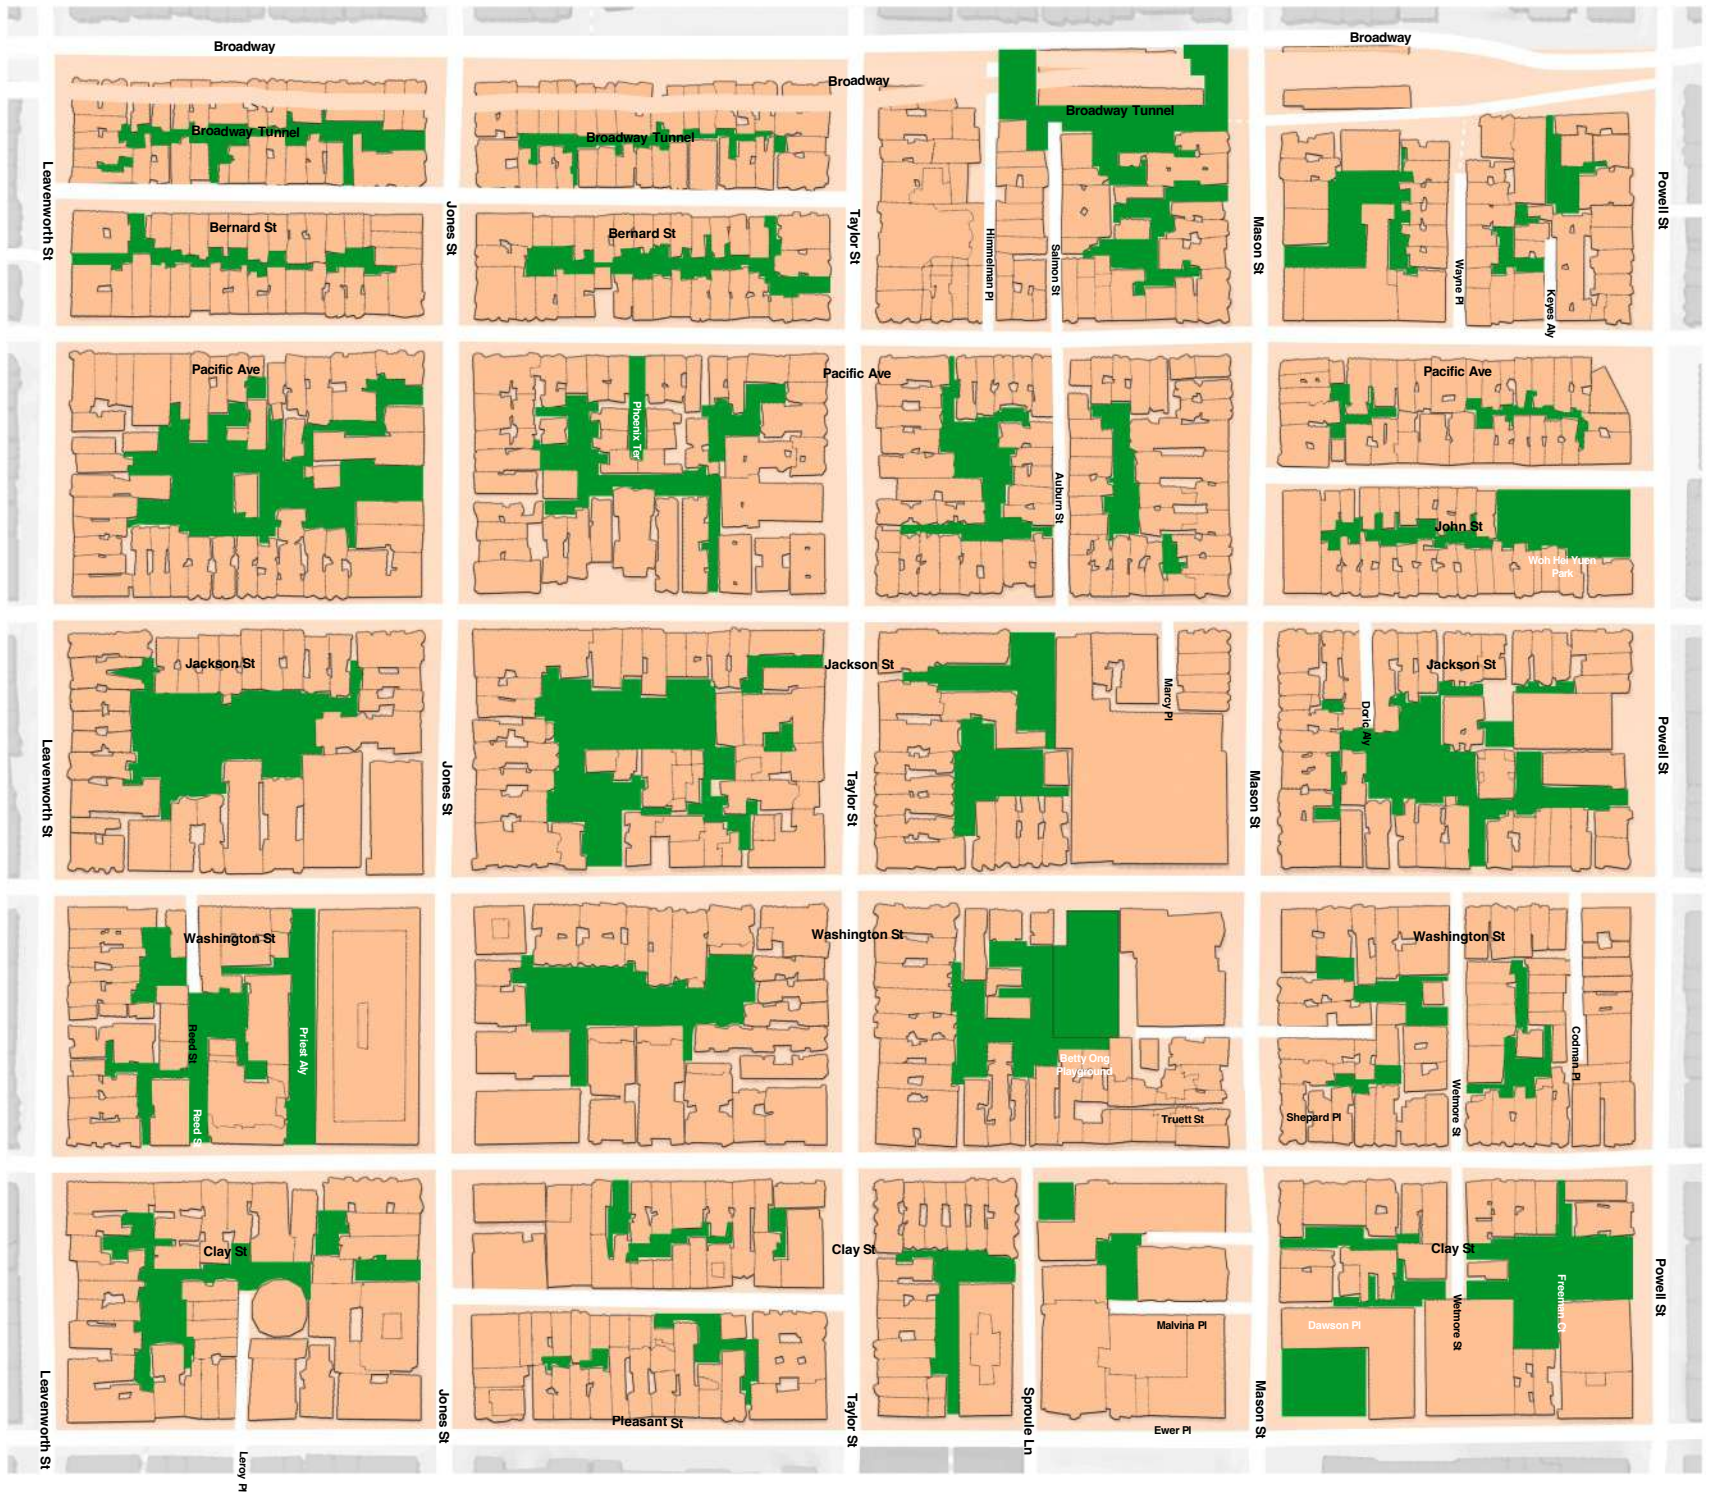 Broadway
Broadway
Broadway
Broadway Tunnel
Broadway Tunnel
Broadway Tunnel
Leavenworth St
Jones St
Taylor St
Himmelman Pl
Salmon St
Mason St
Wayne Pl
Keyes Aly
Powell St
Bernard St
Bernard St
Pacific Ave
Pacific Ave
Pacific Ave
Phoenix Ter
Auburn St
John St
Woh Hei Yuen
Park
Jackson St
Jackson St
Jackson St
Marcy Pl
Doric Aly
Leavenworth St
Jones St
Taylor St
Mason St
Powell St
Washington St
Washington St
Washington St
Reed St
Priest Aly
Reed S
Betty Ong
Playground
Truett St
Shepard Pl
Wetmore St
Codman Pl
Clay St
Clay St
Clay St
Freeman Ct
Powell St
Wetmore St
Malvina Pl
Dawson Pl
Leavenworth St
Leroy Pl
Jones St
Pleasant St
Taylor St
Sproule Ln
Ewer Pl
Mason St